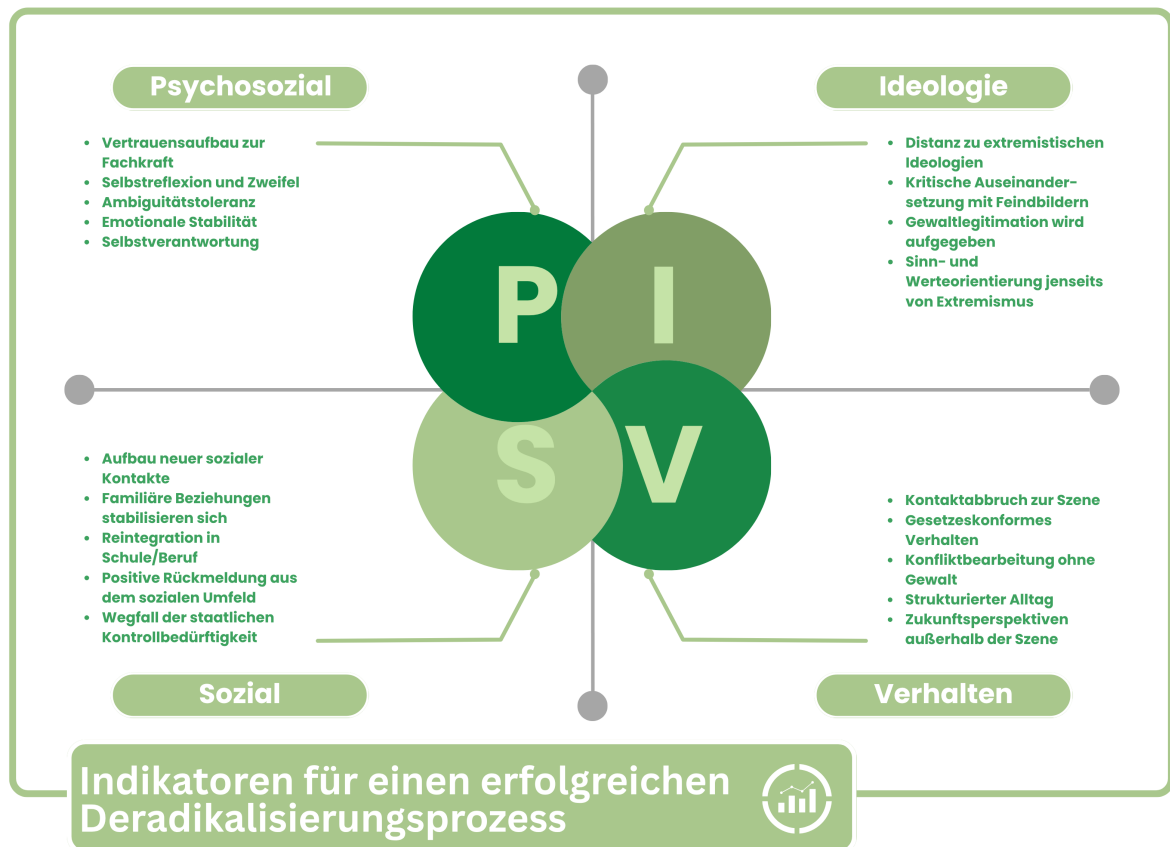 Psychosozial
• Vertrauensaufbau zur
Fachkraft
• Selbstreflexion und Zweifel
• Ambiguitätstoleranz
• Emotionale Stabilität
• Selbstverantwortung
Ideologie
• Distanz zu extremistischen
Ideologien
• Kritische Auseinander-
setzung mit Feindbildern
• Gewaltlegitimation wird
aufgegeben
• Sinn- und
Werteorientierung jenseits
von Extremismus
P
I
S
V
• Aufbau neuer sozialer
Kontakte
• Familiäre Beziehungen
stabilisieren sich
• Reintegration in
Schule/Beruf
• Positive Rückmeldung aus
dem sozialen Umfeld
• Wegfall der staatlichen
Kontrollbedürftigkeit
Sozial
• Kontaktabbruch zur Szene
• Gesetzeskonformes
Verhalten
• Konfliktbearbeitung ohne
Gewalt
• Strukturierter Alltag
• Zukunftsperspektiven
außerhalb der Szene
Verhalten
Indikatoren für einen erfolgreichen
Deradikalisierungsprozess